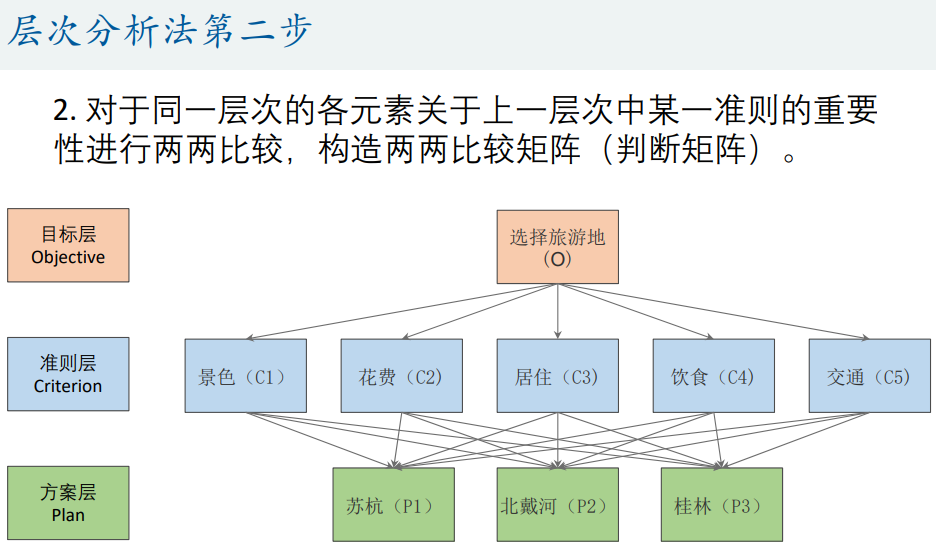 层次分析法第二步
2. 对于同一层次的各元素关于上一层次中某一准则的重要
性进行两两比较，构造两两比较矩阵（判断矩阵）。
目标层
Objective
选择旅游地
(O)
准则层
Criterion
景色（C1）
花费（C2)
居住（C3)
饮食（C4)
交通（C5)
方案层
Plan
苏杭（P1）
北戴河（P2）
桂林（P3）